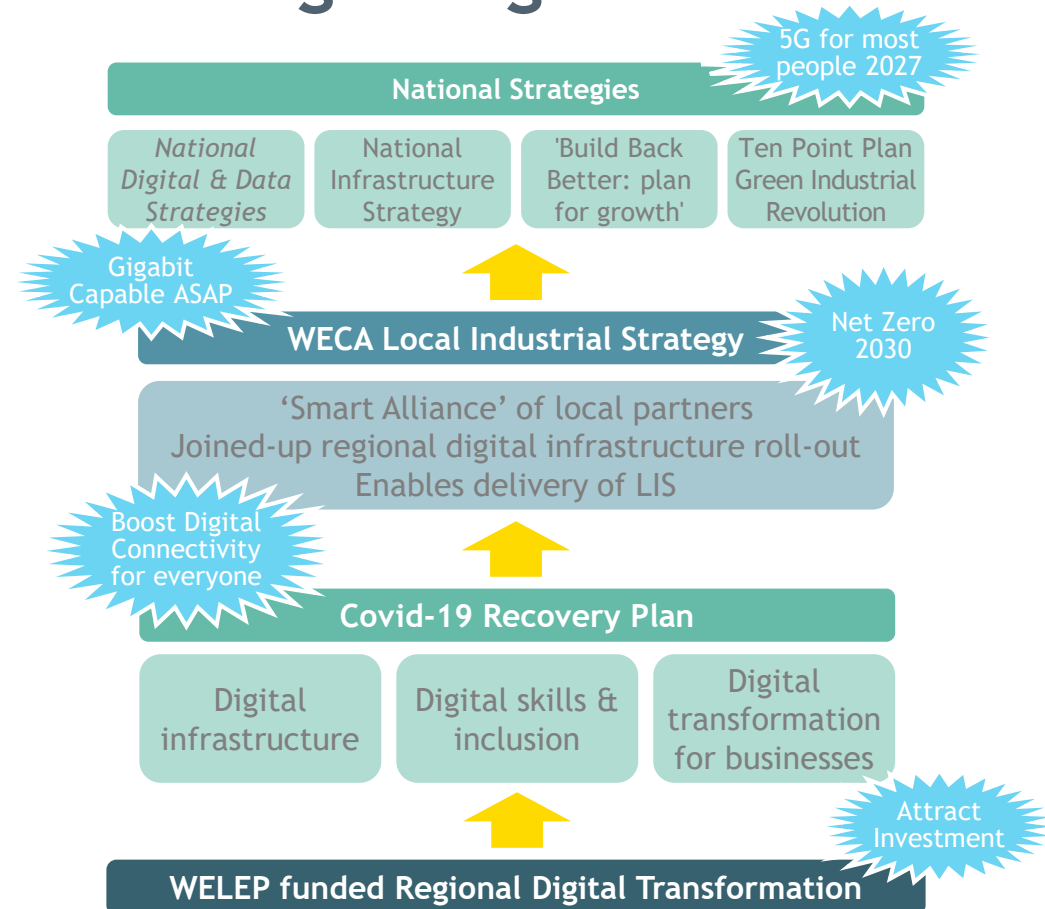 5G for most
people 2027
National Strategies
National
Digital & Data
Strategies
National
Infrastructure
Strategy
'Build Back
Better: plan
for growth'
Ten Point Plan
Green Industrial
Revolution
Gigabit
Capable ASAP
WECA Local Industrial Strategy
Net Zero
2030
‘Smart Alliance’ of local partners
Joined-up regional digital infrastructure roll-out
Enables delivery of LIS
Boost Digital
Connectivity
for everyone
Covid-19 Recovery Plan
Digital
infrastructure
Digital skills &
inclusion
Digital
transformation
for businesses
Attract
Investment
WELEP funded Regional Digital Transformation